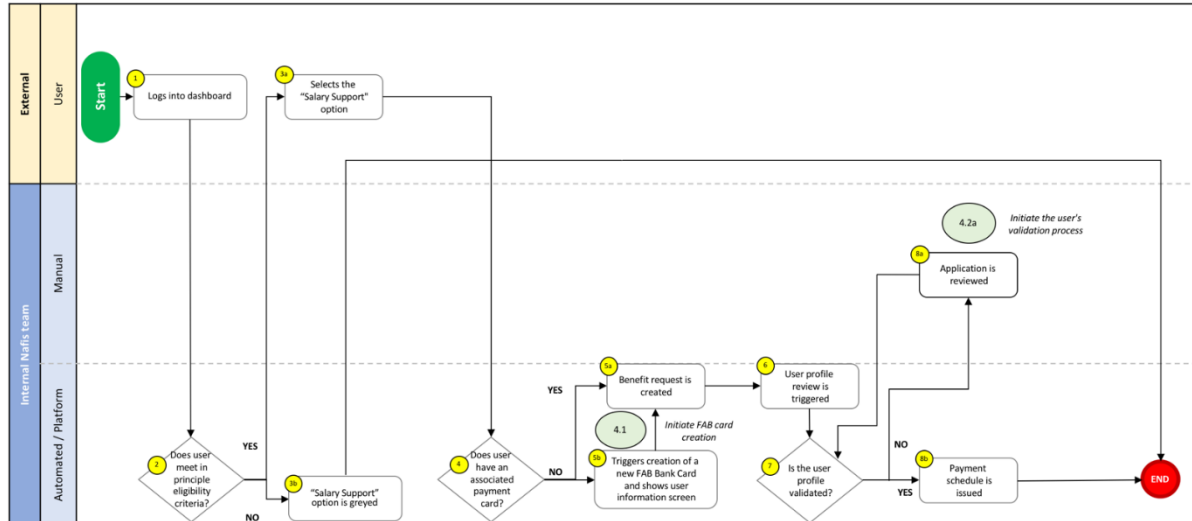 External
User
Start
1
Logs into dashboard
3a
Selects the
"Salary Support"
option
Internal Nafis team
Manual
4.2a
Initiate the user's
validation process
8a
Application is
reviewed
Automated / Platform
2
Does user
meet in
principle
eligibility
criteria?
YES
NO
3b
"Salary Support"
option is greyed
4
Does user
have an
associated
payment
card?
YES
NO
5a
Benefit request is
created
4.1
Initiate FAB card
creation
5b
Triggers creation of a
new FAB Bank Card
and shows user
information screen
6
User profile
review is
triggered
7
Is the user
profile
validated?
NO
YES
8b
Payment
schedule is
issued
END